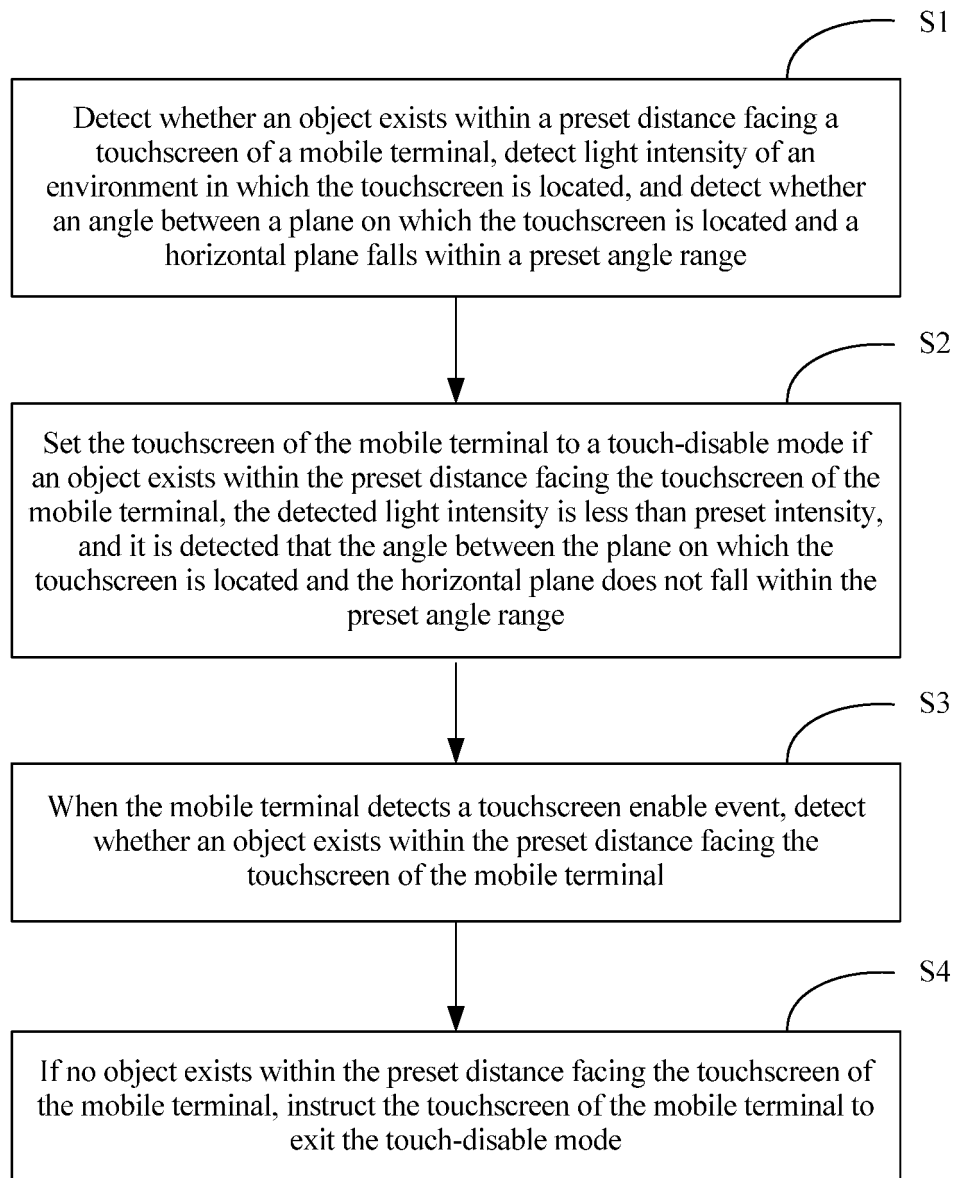 S1
Detect whether an object exists within a preset distance facing a
touchscreen of a mobile terminal, detect light intensity of an
environment in which the touchscreen is located, and detect whether
an angle between a plane on which the touchscreen is located and a
horizontal plane falls within a preset angle range
S2
Set the touchscreen of the mobile terminal to a touch-disable mode if
an object exists within the preset distance facing the touchscreen of the
mobile terminal, the detected light intensity is less than preset intensity,
and it is detected that the angle between the plane on which the
touchscreen is located and the horizontal plane does not fall within the
preset angle range
S3
When the mobile terminal detects a touchscreen enable event, detect
whether an object exists within the preset distance facing the
touchscreen of the mobile terminal
S4
If no object exists within the preset distance facing the touchscreen of
the mobile terminal, instruct the touchscreen of the mobile terminal to
exit the touch-disable mode